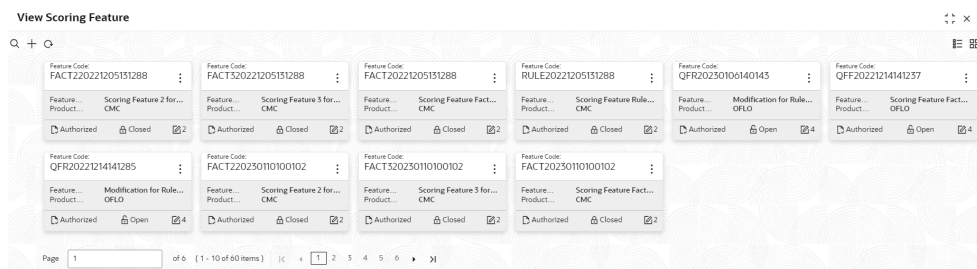 View Scoring Feature
Feature Code:
FACT220221205131288
Feature... Scoring Feature 2 for...
Product... CMC
Authorized Closed 2
Feature Code:
FACT320221205131288
Feature... Scoring Feature 3 for...
Product... CMC
Authorized Closed 2
Feature Code:
FACT20221205131288
Feature... Scoring Feature Fact...
Product... CMC
Authorized Closed 2
Feature Code:
RULE20221205131288
Feature... Scoring Feature Rule...
Product... CMC
Authorized Closed 2
Feature Code:
QFR20230106140143
Feature... Modification for Rule...
Product... OFLO
Authorized Open 4
Feature Code:
QFF20221214141237
Feature... Scoring Feature Fact...
Product... OFLO
Authorized Open 4
Feature Code:
QFR20221214141285
Feature... Modification for Rule...
Product... OFLO
Authorized Open 4
Feature Code:
FACT220230110100102
Feature... Scoring Feature 2 for...
Product... CMC
Authorized Closed 2
Feature Code:
FACT320230110100102
Feature... Scoring Feature 3 for...
Product... CMC
Authorized Closed 2
Feature Code:
FACT20230110100102
Feature... Scoring Feature Fact...
Product... CMC
Authorized Closed 2
Page 1 of 6 (1 - 10 of 60 items) 1 2 3 4 5 6